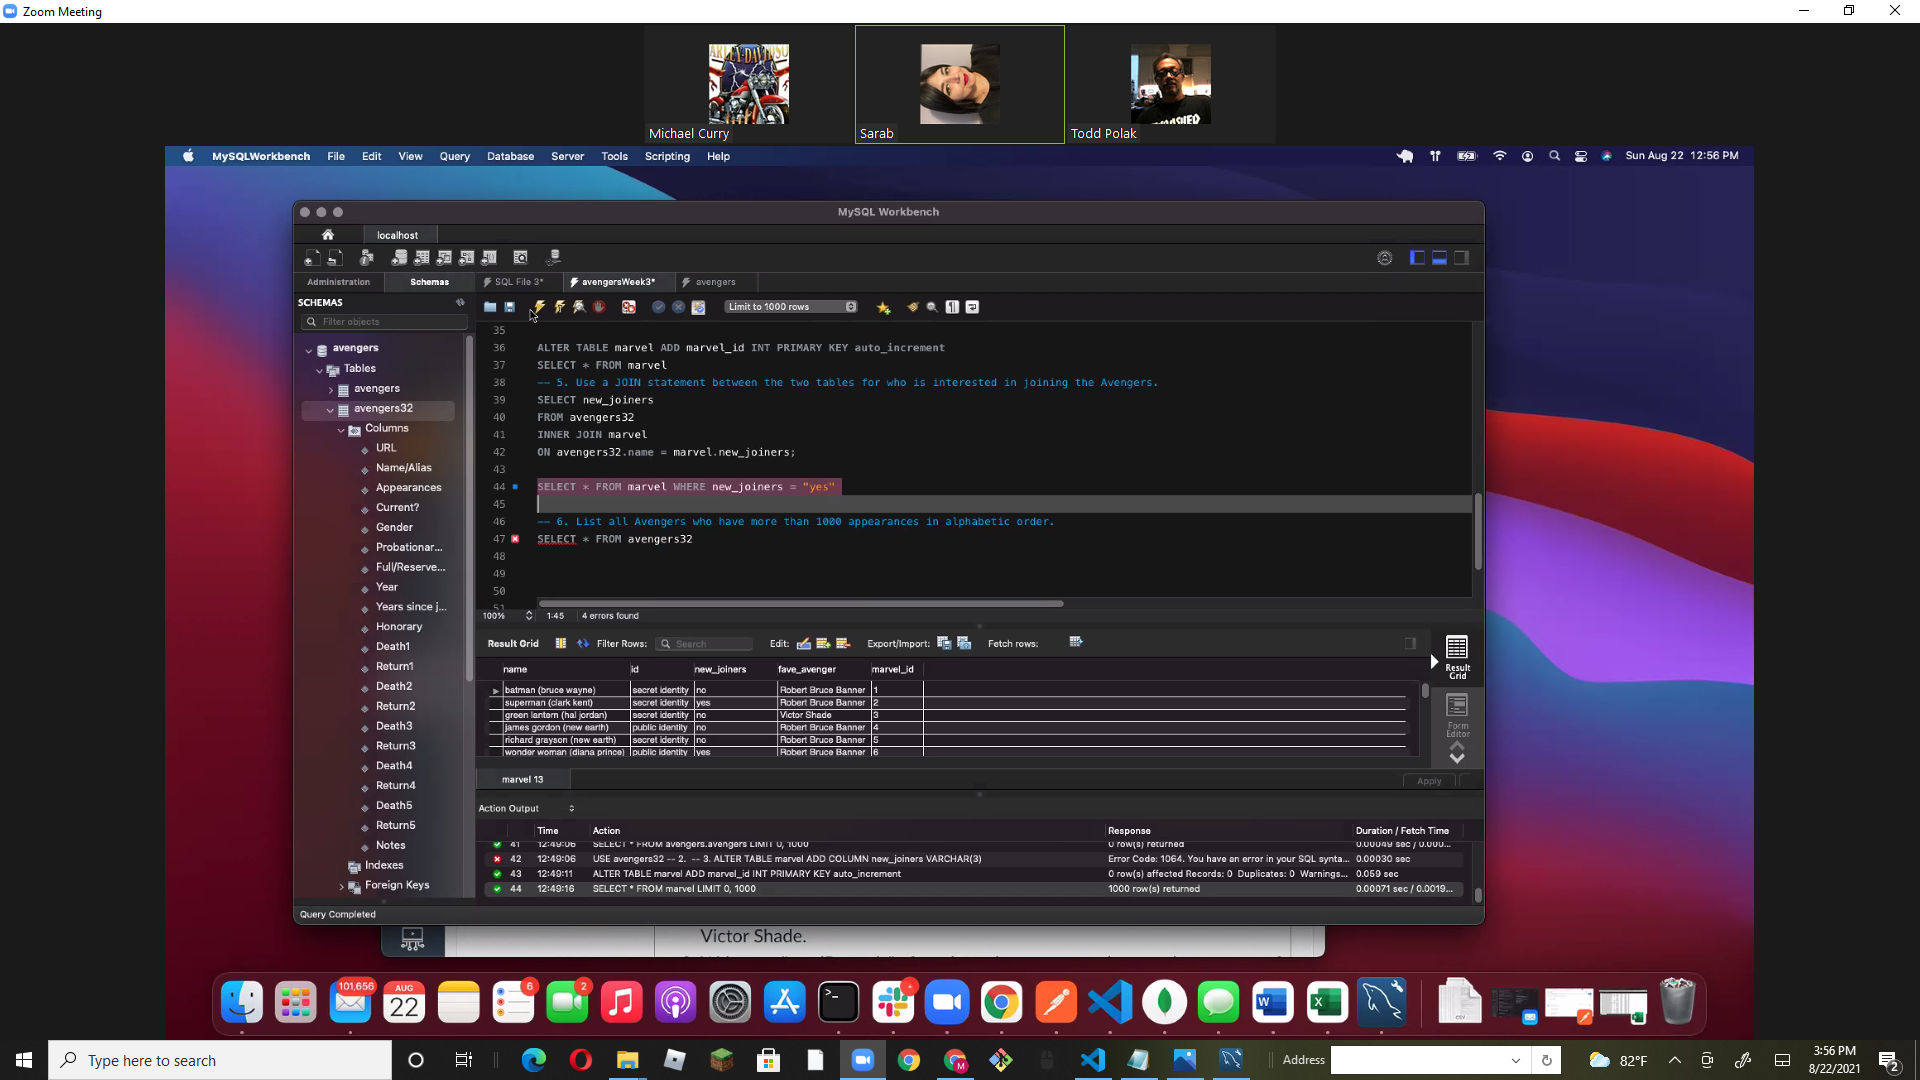 Zoom Meeting
Michael Curry
Sarab
Todd Polak
MySQLWorkbench File Edit View Query Database Server Tools Scripting Help
Sun Aug 22 12:56 PM
MySQL Workbench
localhost
Administration Schemas SQL File 3* avengersWeek3* avengers
SCHEMAS
Filter objects
Limit to 1000 rows
avengers
Tables
avengers
avengers32
Columns
URL
Name/Alias
Appearances
Current?
Gender
Probationar...
Full/Reserve...
Year
Years since j...
Honorary
Death1
Return1
Death2
Return2
Death3
Return3
Death4
Return4
Death5
Return5
Notes
Indexes
Foreign Keys
35
36 ALTER TABLE marvel ADD marvel_id INT PRIMARY KEY auto_increment
37 SELECT * FROM marvel
38 -- 5. Use a JOIN statement between the two tables for who is interested in joining the Avengers.
39 SELECT new_joiners
40 FROM avengers32
41 INNER JOIN marvel
42 ON avengers32.name = marvel.new_joiners;
43
44 SELECT * FROM marvel WHERE new_joiners = "yes"
45
46 -- 6. List all Avengers who have more than 1000 appearances in alphabetic order.
47 SELECT * FROM avengers32
48
49
50
51
100% 1:45 4 errors found
Result Grid Filter Rows: Search Edit: Export/Import: Fetch rows:
name id new_joiners fave_avenger marvel_id
batman (bruce wayne) secret identity no Robert Bruce Banner 1
superman (clark kent) secret identity yes Robert Bruce Banner 2
green lantern (hal jordan) secret identity no Victor Shade 3
james gordon (new earth) public identity no Robert Bruce Banner 4
richard grayson (new earth) secret identity no Robert Bruce Banner 5
wonder woman (diana prince) public identity yes Robert Bruce Banner 6
Result Grid
Form Editor
marvel 13
Apply
Action Output
Time Action Response Duration / Fetch Time
41 12:49:06 SELECT * FROM avengers.avengers LIMIT 0, 1000 0 row(s) returned 0.00049 sec / 0.000...
42 12:49:06 USE avengers32 -- 2. -- 3. ALTER TABLE marvel ADD COLUMN new_joiners VARCHAR(3) Error Code: 1064. You have an error in your SQL synta... 0.00030 sec
43 12:49:11 ALTER TABLE marvel ADD marvel_id INT PRIMARY KEY auto_increment 0 row(s) affected Records: 0 Duplicates: 0 Warnings... 0.059 sec
44 12:49:16 SELECT * FROM marvel LIMIT 0, 1000 1000 row(s) returned 0.00071 sec / 0.0019...
Query Completed
Victor Shade.
101,656
AUG
22
6
2
Type here to search
Address
82°F
3:56 PM
8/22/2021
2